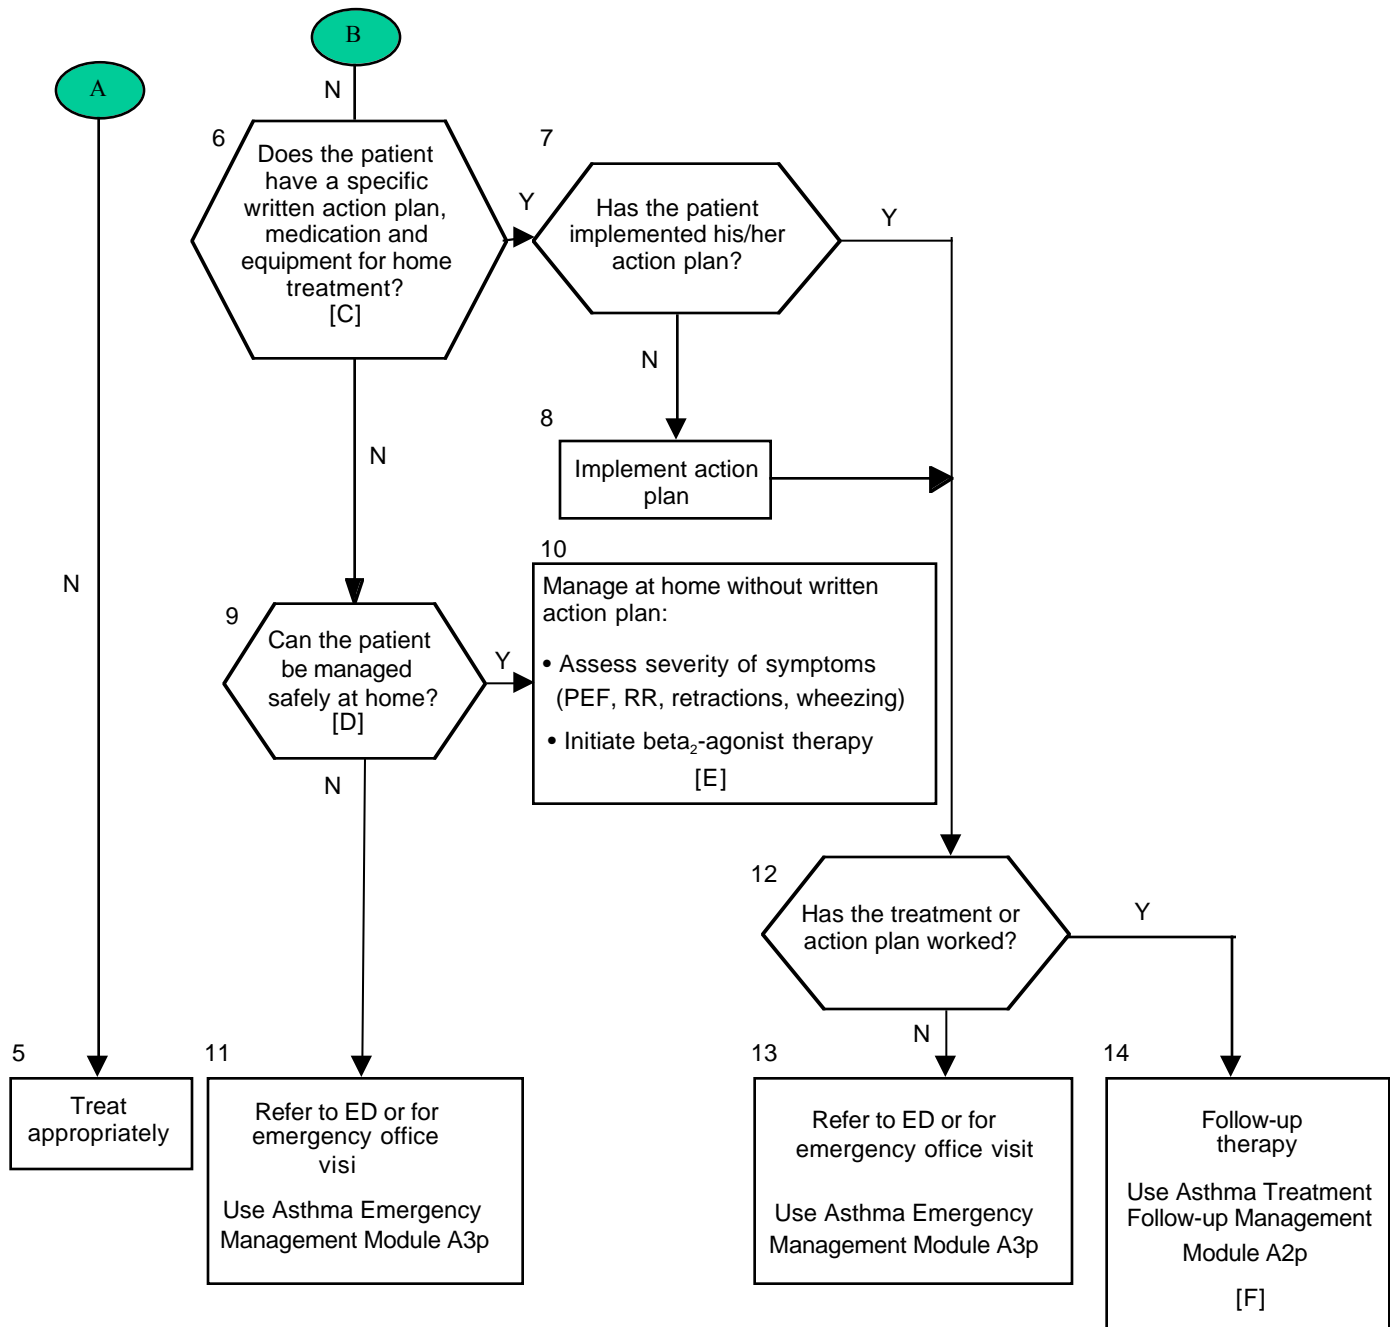 B
A
N
6
Does the patient
have a specific
written action plan,
medication and
equipment for home
treatment?
[C]
Y
7
Has the patient
implemented his/her
action plan?
Y
N
8
Implement action
plan
N
N
9
Can the patient
be managed
safely at home?
[D]
Y
10
Manage at home without written
action plan:
• Assess severity of symptoms
(PEF, RR, retractions, wheezing)
• Initiate beta₂-agonist therapy
[E]
N
12
Has the treatment or
action plan worked?
Y
N
5
Treat
appropriately
11
Refer to ED or for
emergency office
visi
Use Asthma Emergency
Management Module A3p
13
Refer to ED or for
emergency office visit
Use Asthma Emergency
Management Module A3p
14
Follow-up
therapy
Use Asthma Treatment
Follow-up Management
Module A2p
[F]